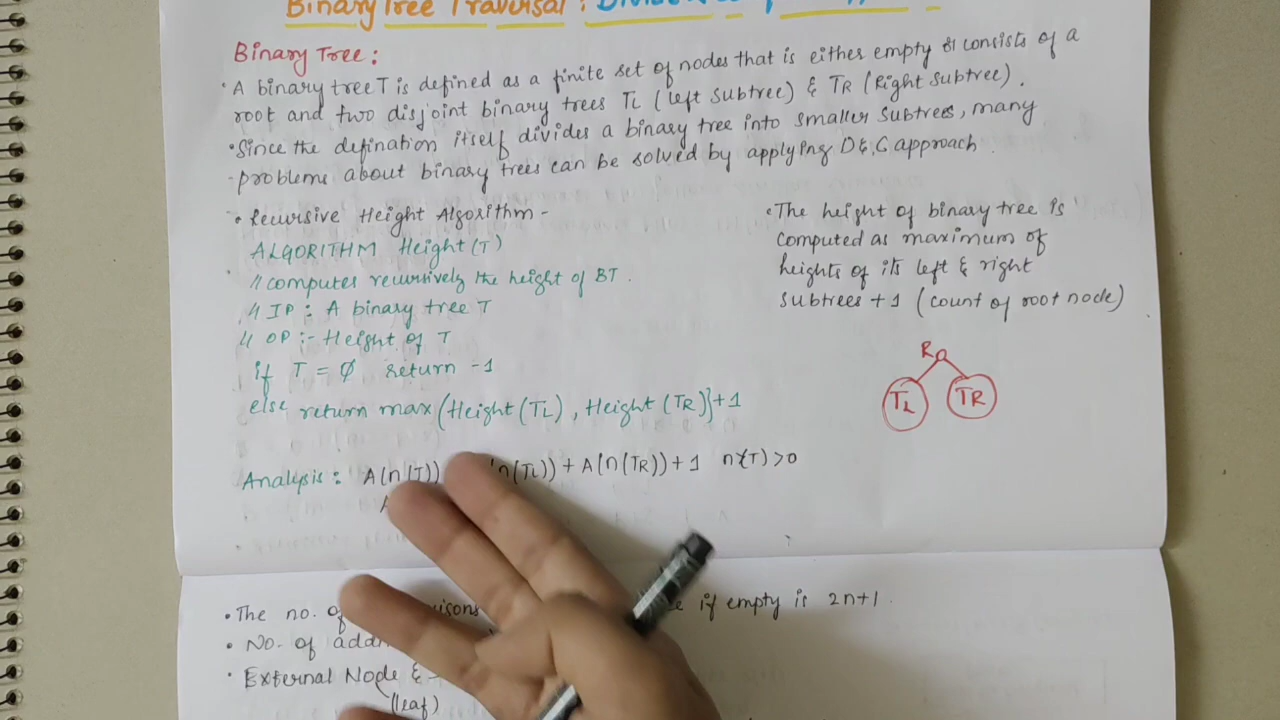 Binary Tree Traversal :
Binary Tree :
• A binary tree T is defined as a finite set of nodes that is either empty or consists of a
root and two disjoint binary trees TL (left subtree) & TR (Right subtree).
• Since the defination itself divides a binary tree into smaller subtrees, many
- problems about binary trees can be solved by applying D&C approach.
• Recursive Height Algorithm -
ALGORITHM Height (T)
// computes recursively the height of BT.
// IP : A binary tree T
// OP :- Height of T
if T = ∅ return -1
else return max (Height (TL), Height (TR)} +1
• The height of binary tree is
computed as maximum of
heights of its left & right
subtrees +1 (count of root node)
R
TL TR
Analysis : A(n(T)) (n(TL)) + A(n(TR)) + 1 n(T) > 0
A
• The no. of if empty is 2n+1.
• No. of
• External Node &
(leaf)